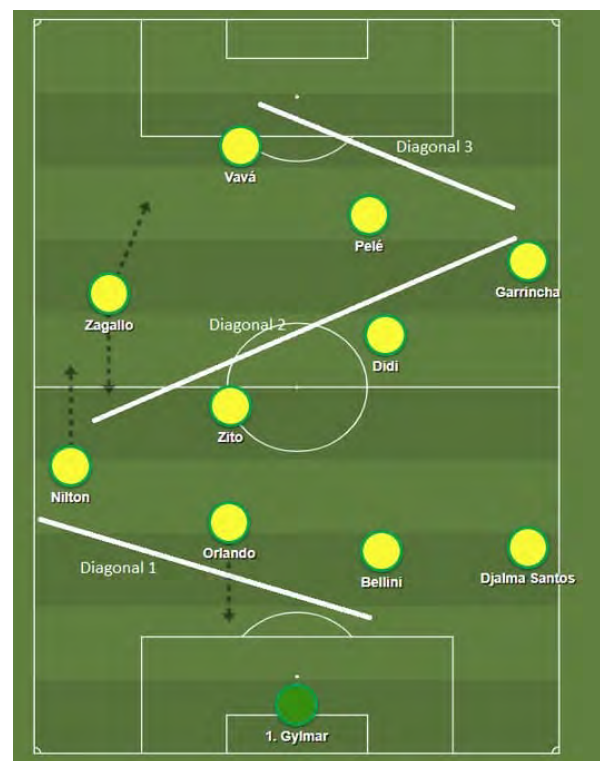 Diagonal 3
Vavá
Pelé
Garrincha
Zagallo
Diagonal 2
Didi
Zito
Nilton
Orlando
Diagonal 1
Bellini
Djalma Santos
1. Gylmar